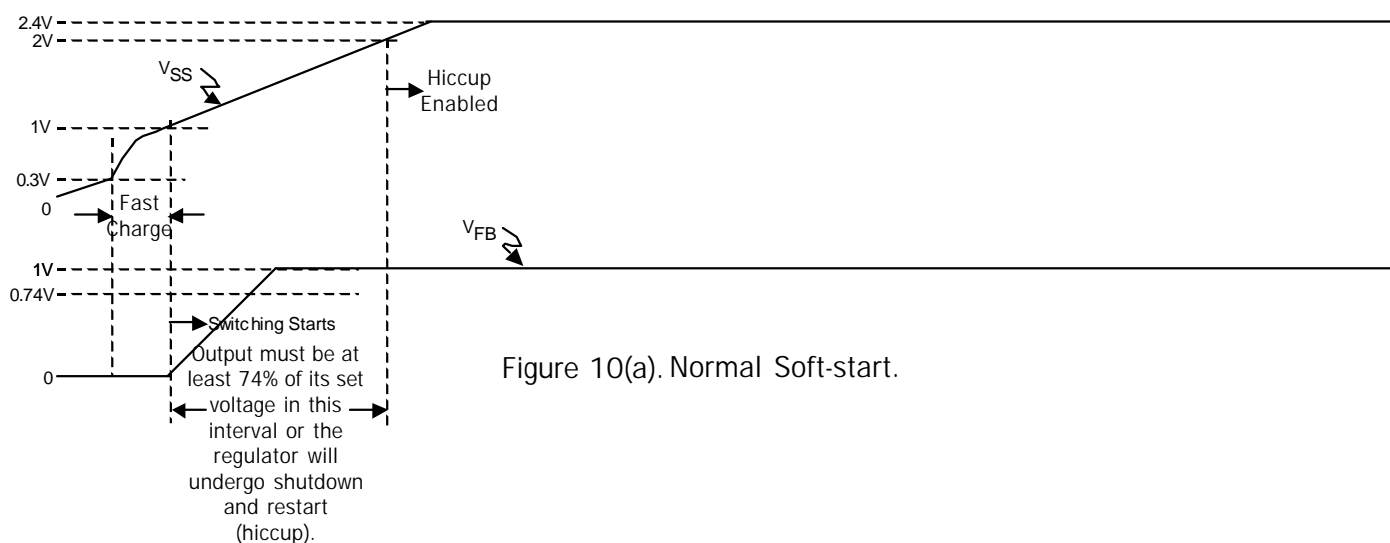 2.4V
2V
V_SS
Hiccup
Enabled
1V
0.3V
0
Fast
Charge
V_FB
1V
0.74V
Switching Starts
0
Output must be at
least 74% of its set
voltage in this
interval or the
regulator will
undergo shutdown
and restart
(hiccup).
Figure 10(a). Normal Soft-start.